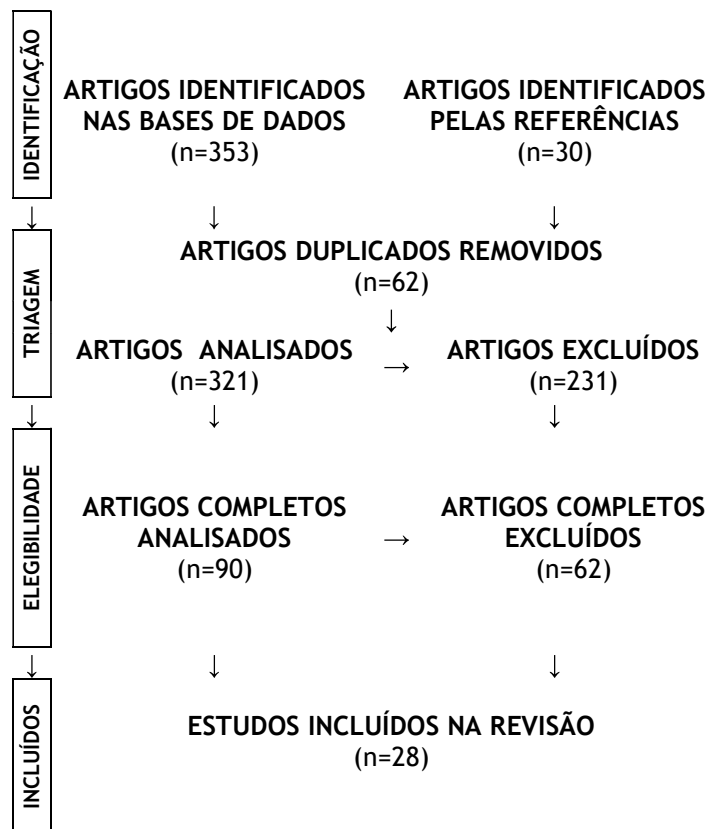 IDENTIFICAÇÃO
ARTIGOS IDENTIFICADOS
NAS BASES DE DADOS
(n=353)
ARTIGOS IDENTIFICADOS
PELAS REFERÊNCIAS
(n=30)
↓ ↓ ↓
TRIAGEM
ARTIGOS DUPLICADOS REMOVIDOS
(n=62)
↓
ARTIGOS ANALISADOS
(n=321)
→
ARTIGOS EXCLUÍDOS
(n=231)
↓ ↓ ↓
ELEGIBILIDADE
ARTIGOS COMPLETOS
ANALISADOS
(n=90)
→
ARTIGOS COMPLETOS
EXCLUÍDOS
(n=62)
↓ ↓ ↓
INCLUÍDOS
ESTUDOS INCLUÍDOS NA REVISÃO
(n=28)